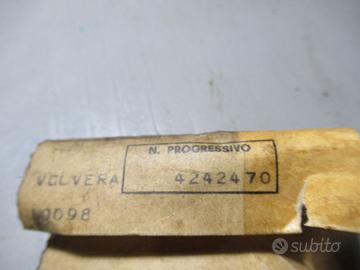 N. PROGRESSIVO
VOLVERA 4242470
0098
subito